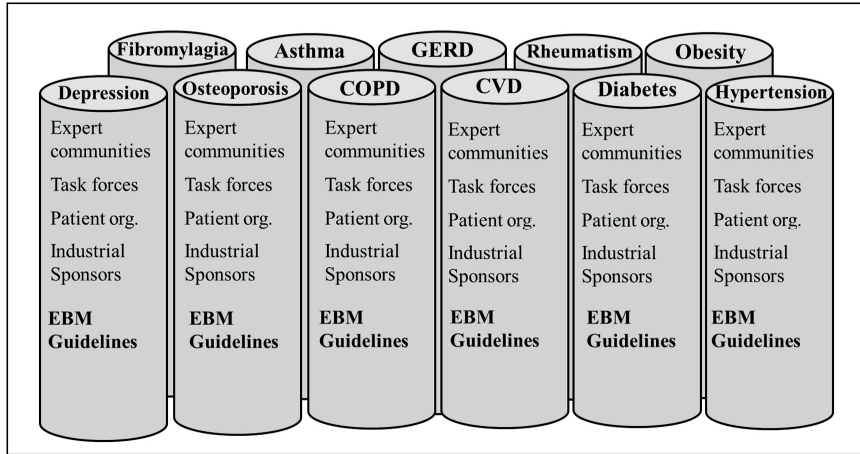 Fibromylagia
Asthma
GERD
Rheumatism
Obesity
Depression
Osteoporosis
COPD
CVD
Diabetes
Hypertension
Expert
communities
Task forces
Patient org.
Industrial
Sponsors
EBM
Guidelines
Expert
communities
Task forces
Patient org.
Industrial
Sponsors
EBM
Guidelines
Expert
communities
Task forces
Patient org.
Industrial
Sponsors
EBM
Guidelines
Expert
communities
Task forces
Patient org.
Industrial
Sponsors
EBM
Guidelines
Expert
communities
Task forces
Patient org.
Industrial
Sponsors
EBM
Guidelines
Expert
communities
Task forces
Patient org.
Industrial
Sponsors
EBM
Guidelines